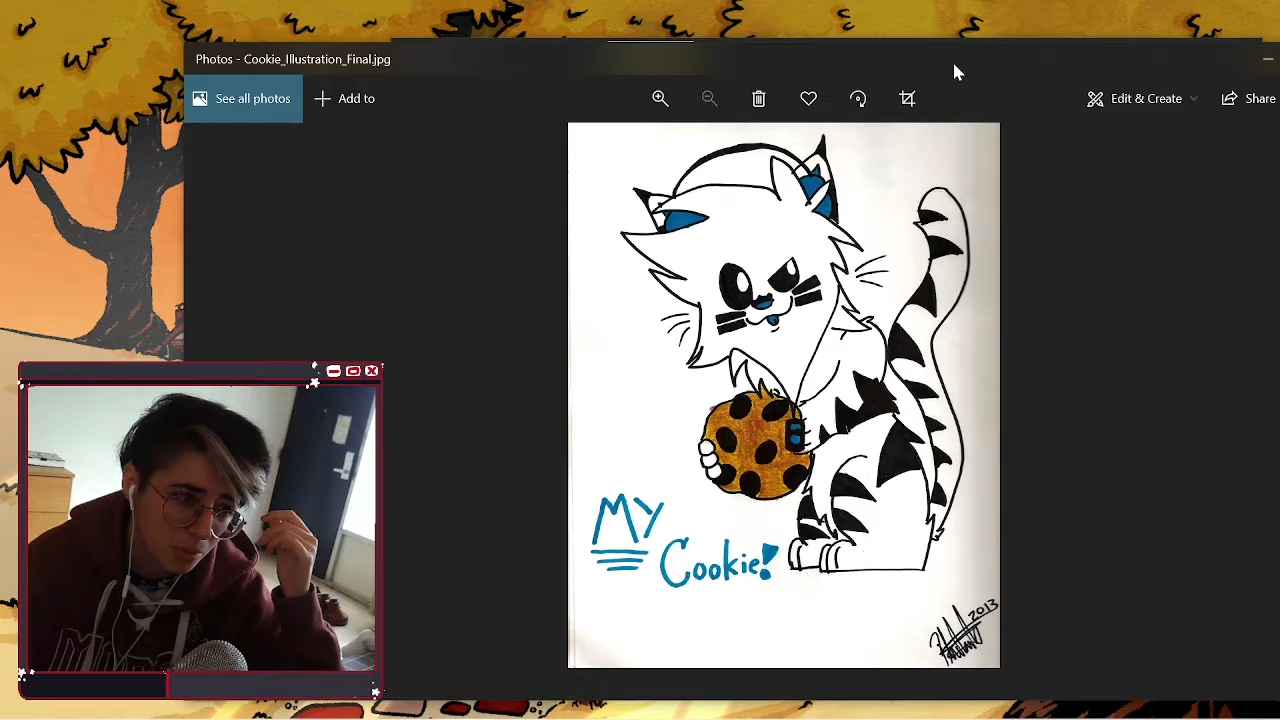 Photos - Cookie_Illustration_Final.jpg
See all photos
Add to
Edit & Create
Share
MY
Cookie!
2013